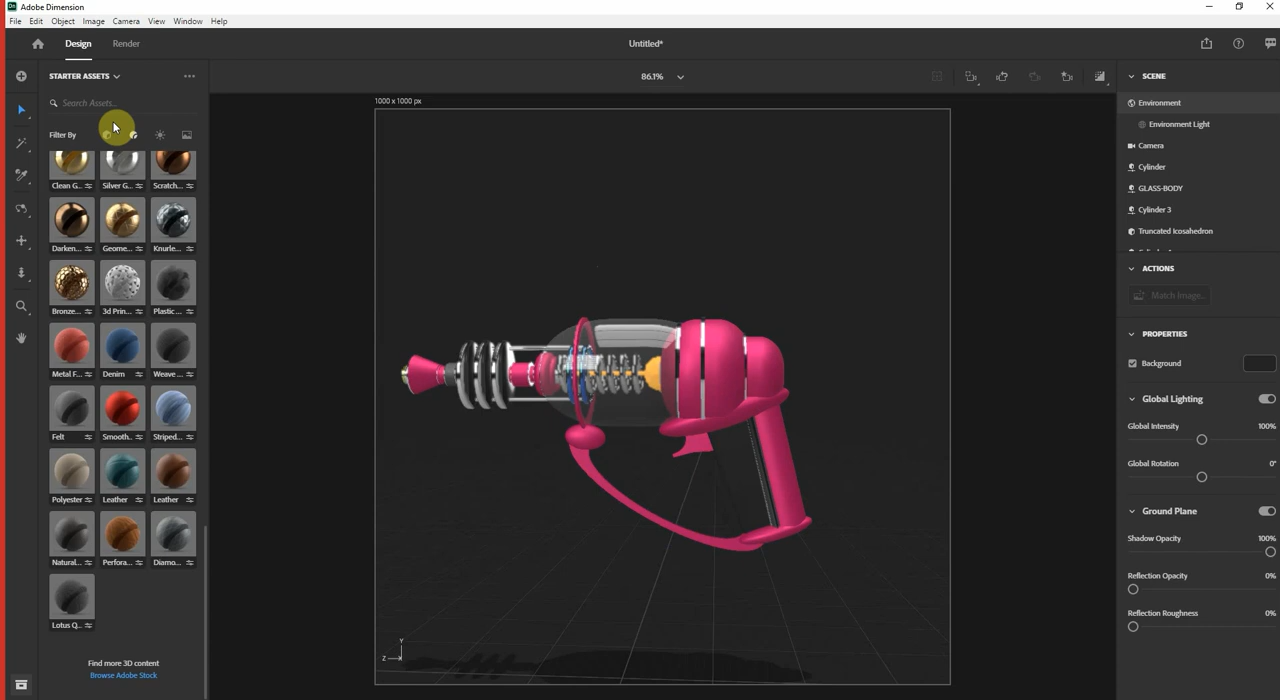 Dn Adobe Dimension
File Edit Object Image Camera View Window Help
Design Render Untitled*
STARTER ASSETS
Search Assets...
Filter By
Clean G... Silver G... Scratch...
Darken... Geome... Knurle...
Bronze... 3d Prin... Plastic ...
Metal F... Denim Weave ...
Felt Smooth.. Striped...
Polyester Leather Leather
Natural... Perfora... Diamo...
Lotus Q...
Find more 3D content
Browse Adobe Stock
86.1%
1000 x 1000 px
Y
Z
SCENE
Environment
Environment Light
Camera
Cylinder
GLASS-BODY
Cylinder 3
Truncated Icosahedron
ACTIONS
Match Image...
PROPERTIES
Background
Global Lighting
Global Intensity 100%
Global Rotation 0°
Ground Plane
Shadow Opacity 100%
Reflection Opacity 0%
Reflection Roughness 0%